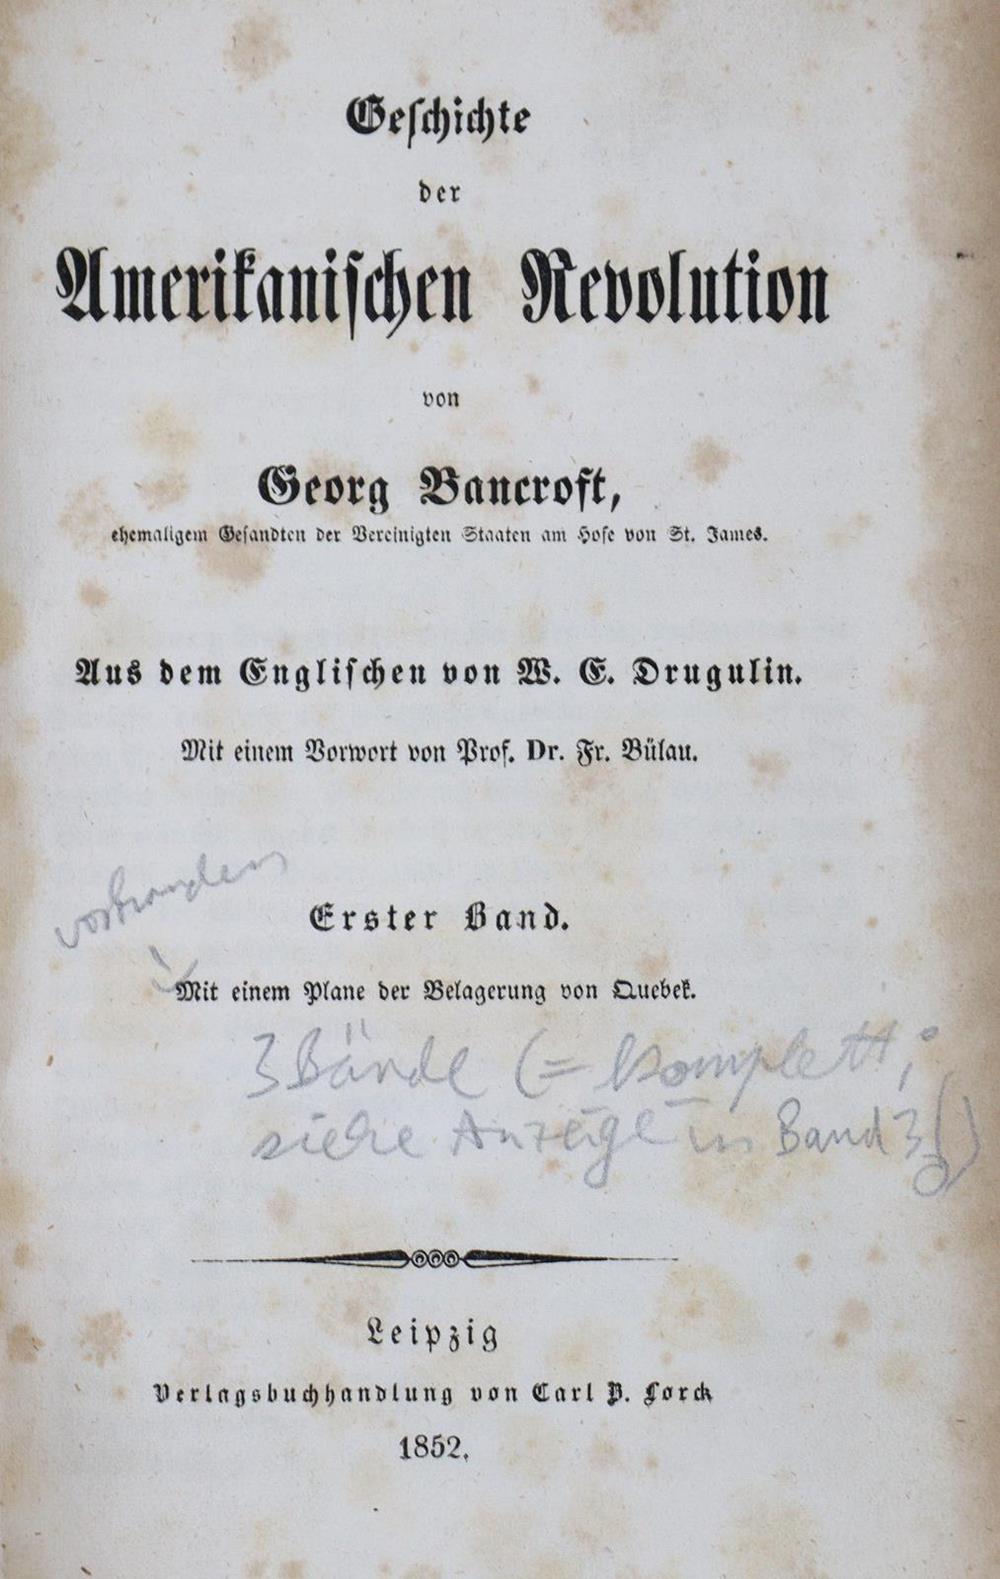 Geschichte
der
Amerikanischen Revolution
von
Georg Bancroft,
ehemaligem Gesandten der Vereinigten Staaten am Hofe von St. James.
Aus dem Englischen von W. E. Drugulin.
Mit einem Vorwort von Prof. Dr. Fr. Bülau.
vorhanden
Erster Band.
Mit einem Plane der Belagerung von Quebek.
3 Bände (= komplett;
siehe Anzeige in Band 3!)
Leipzig
Verlagsbuchhandlung von Carl B. Lorck
1852.